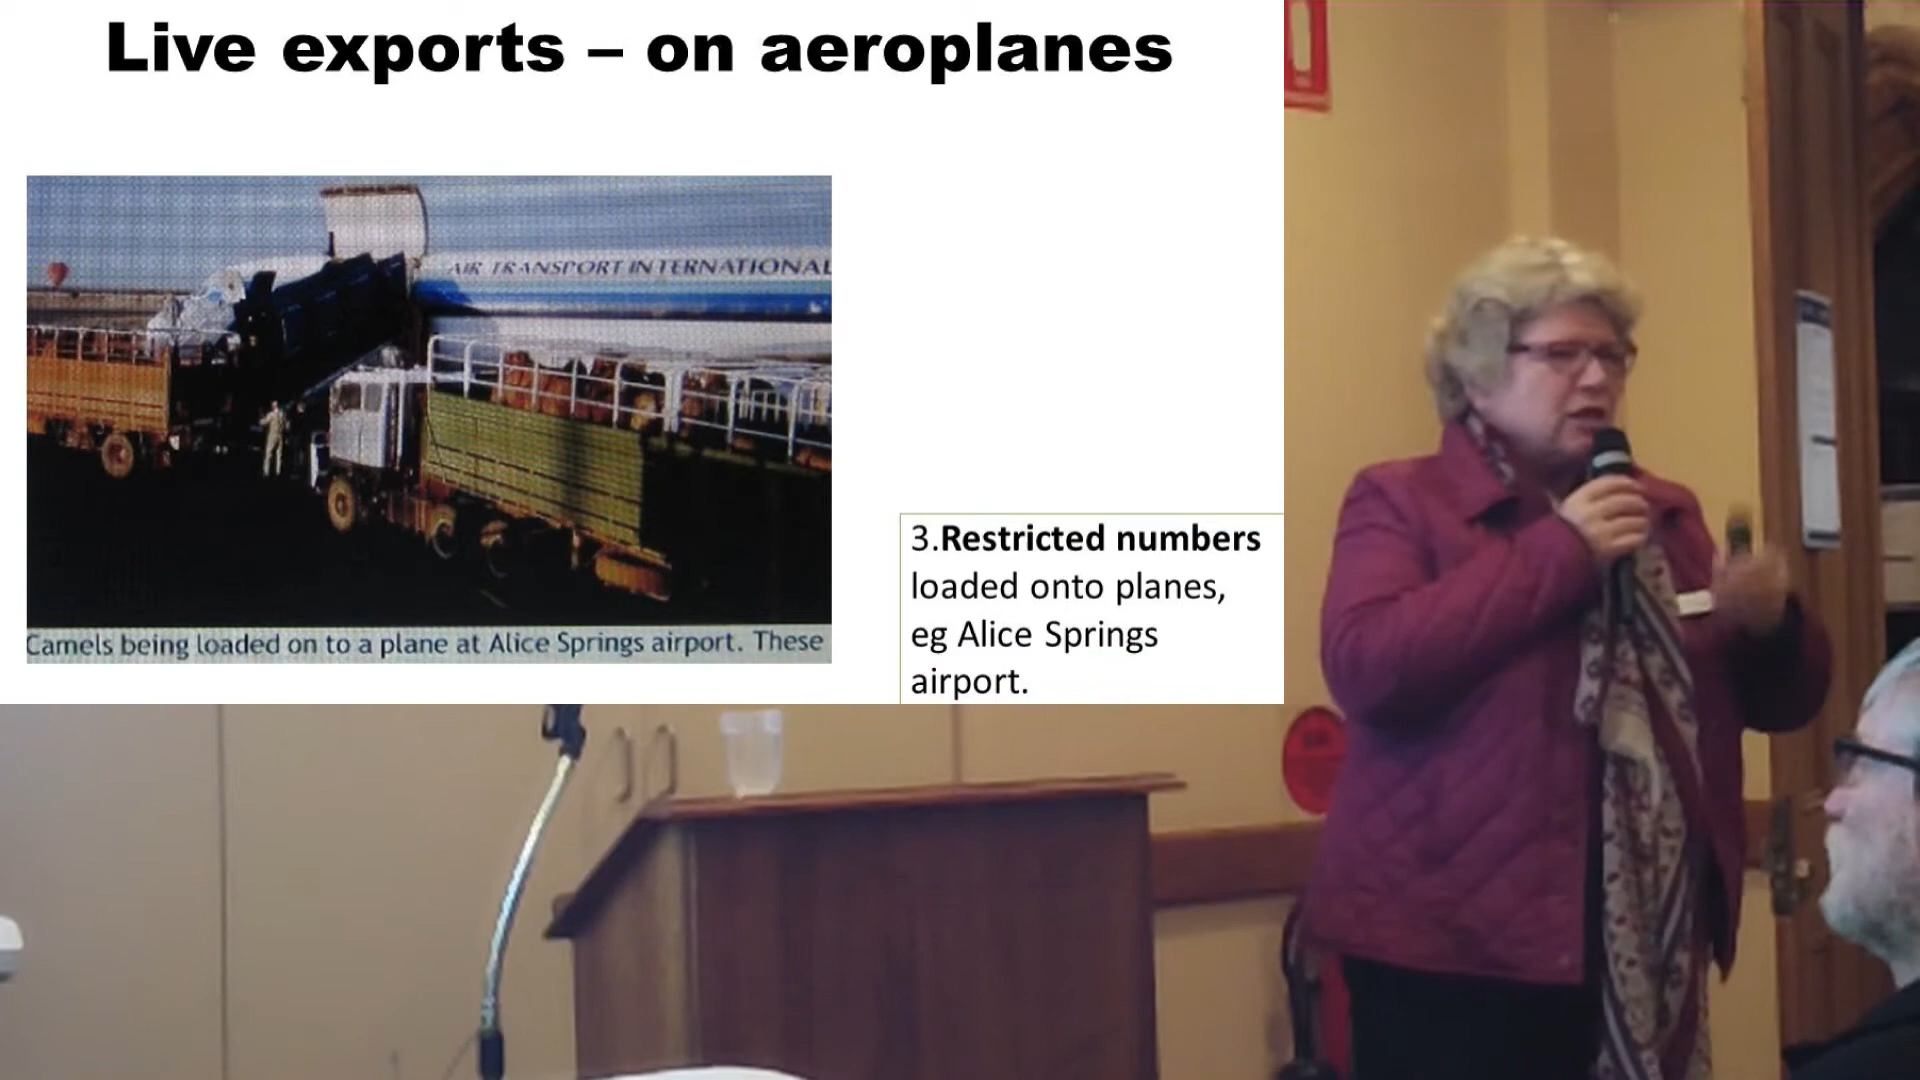 Live exports – on aeroplanes
AIR TRANSPORT INTERNATIONAL
Camels being loaded on to a plane at Alice Springs airport. These
3.Restricted numbers
loaded onto planes,
eg Alice Springs
airport.